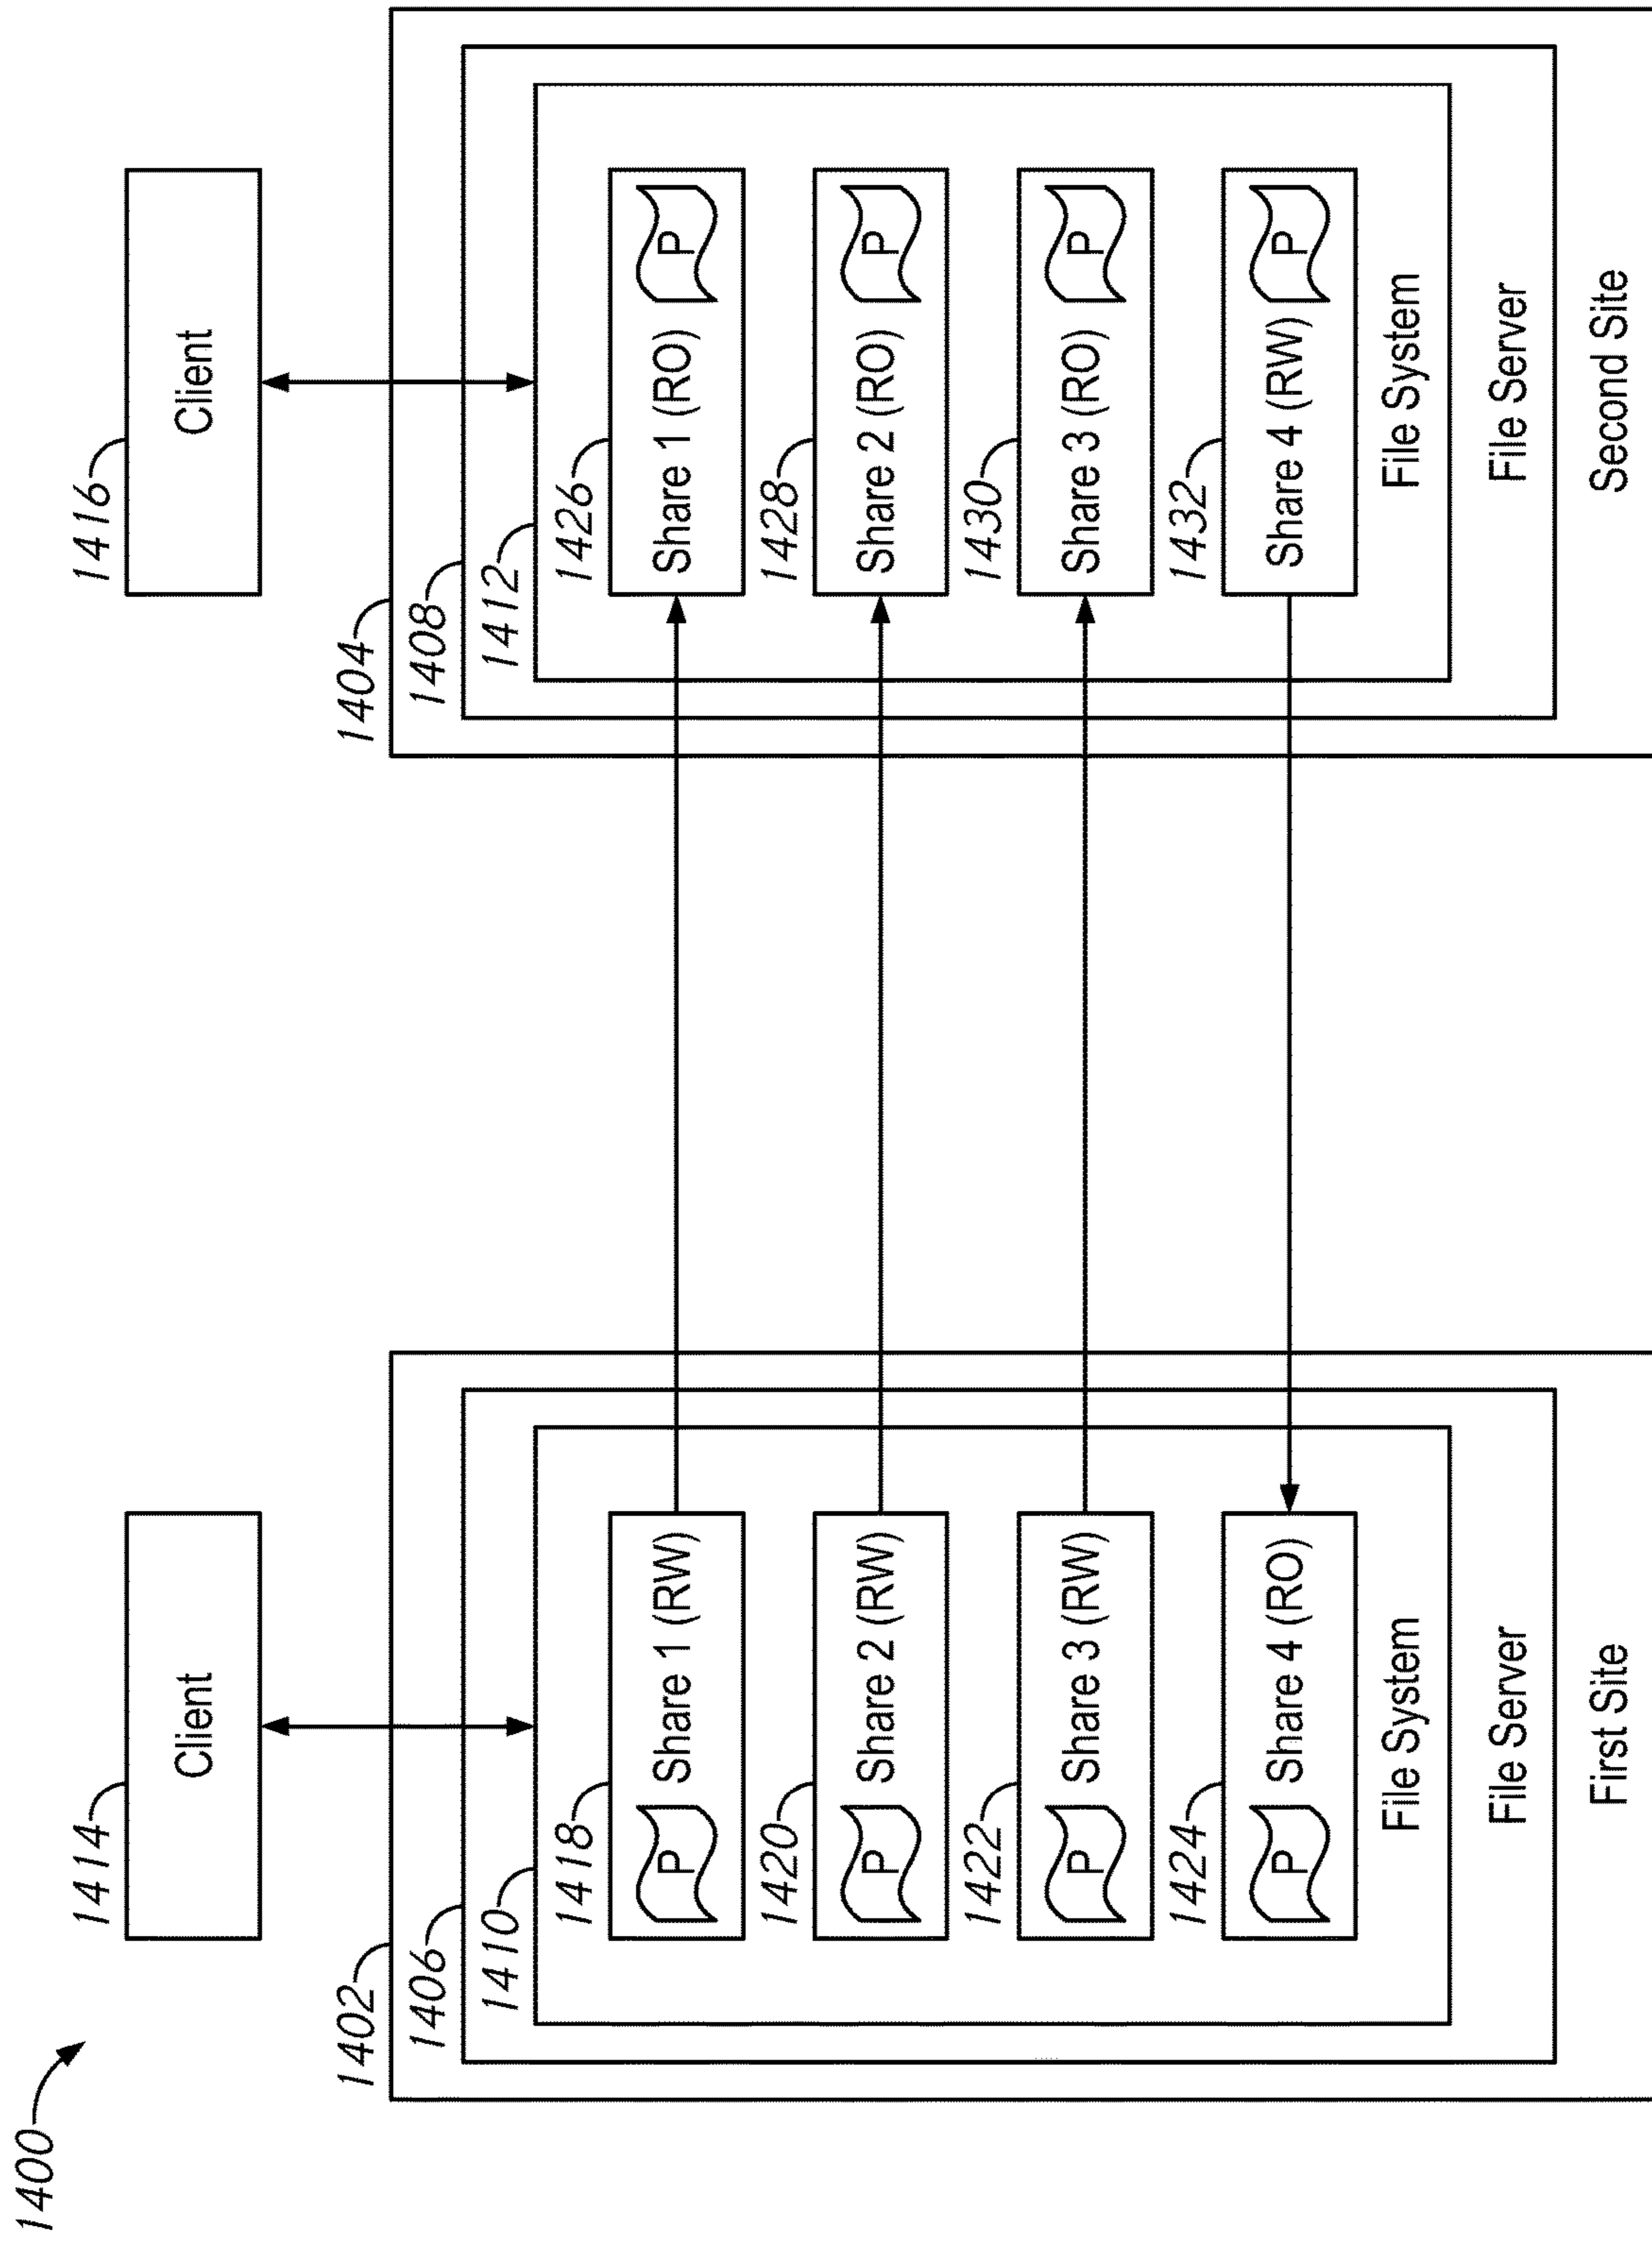 1400
1414
Client
1402
1406
1410
1418
P
Share 1 (RW)
1420
P
Share 2 (RW)
1422
P
Share 3 (RW)
1424
P
Share 4 (RO)
File System
File Server
First Site
1416
Client
1404
1408
1412
1426
Share 1 (RO)
P
1428
Share 2 (RO)
P
1430
Share 3 (RO)
P
1432
Share 4 (RW)
P
File System
File Server
Second Site